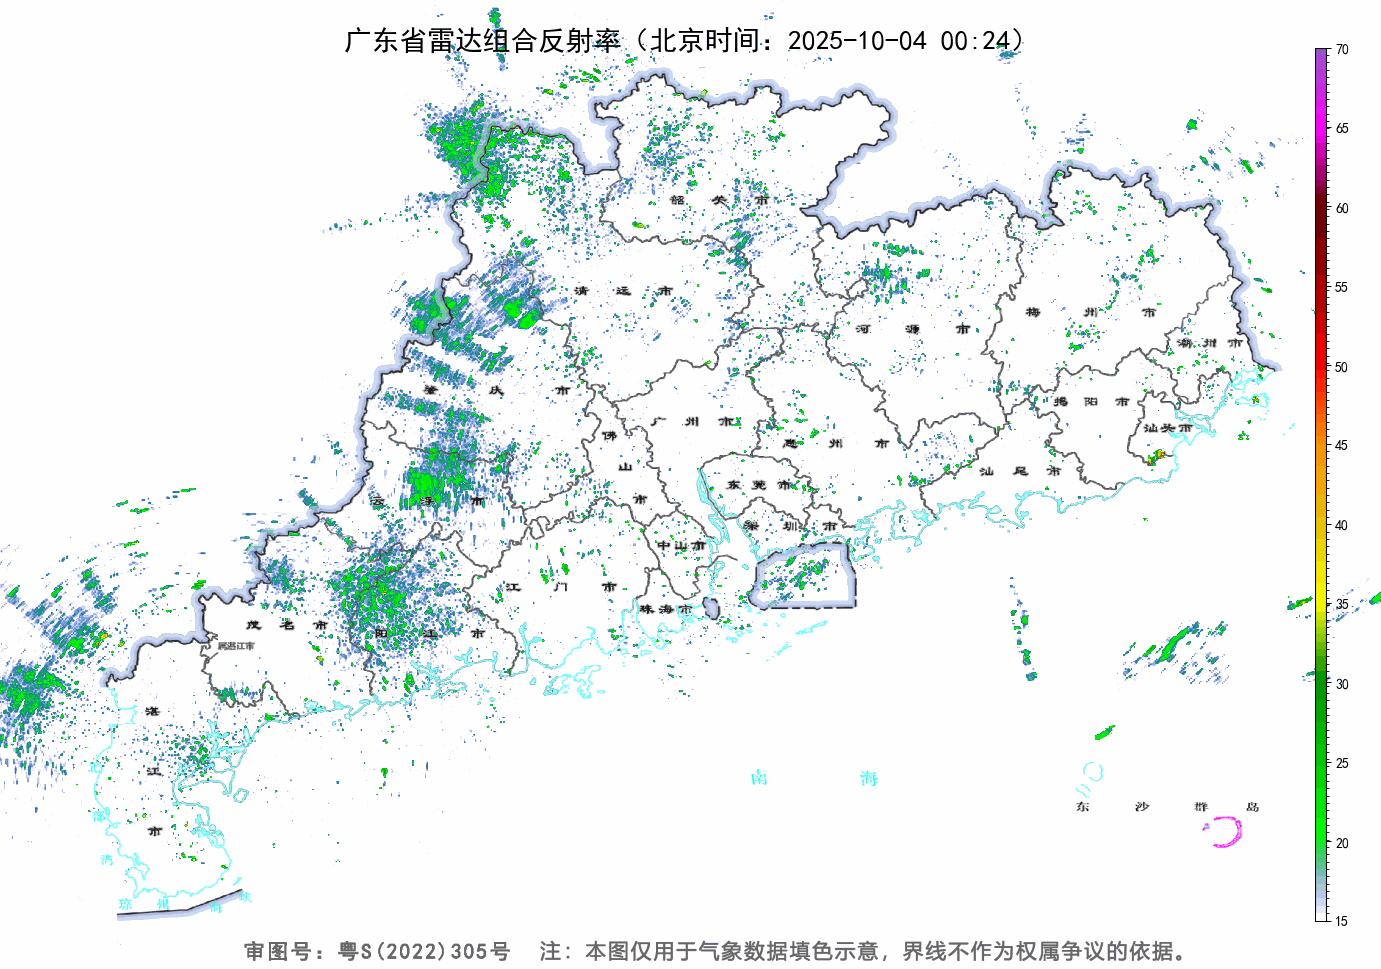 广东省雷达组合反射率（北京时间：2025-10-04 00:24）
70
65
60
55
50
45
40
35
30
25
20
15
韶关市
清远市
河源市
梅州市
潮州市
肇庆市
广州市
惠州市
揭阳市
汕头市
佛山市
东莞市
汕尾市
云浮市
深圳市
中山市
江门市
珠海市
茂名市
阳江市
属湛江市
湛江市
北部湾
琼州海峡
南海
东沙群岛
审图号：粤S(2022)305号 注：本图仅用于气象数据填色示意，界线不作为权属争议的依据。